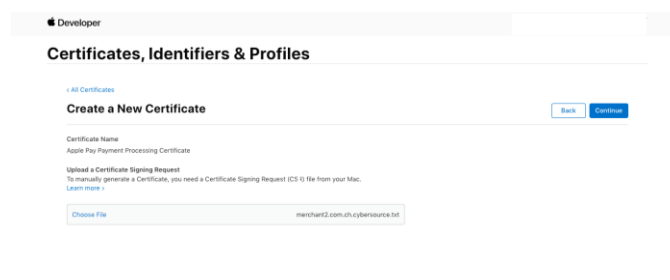 Developer
Certificates, Identifiers & Profiles
‹ All Certificates
Create a New Certificate
Back
Continue
Certificate Name
Apple Pay Payment Processing Certificate
Upload a Certificate Signing Request
To manually generate a Certificate, you need a Certificate Signing Request (CS file from your Mac.
Learn more ›
Choose File
merchant2.com.ch.cybersource.txt